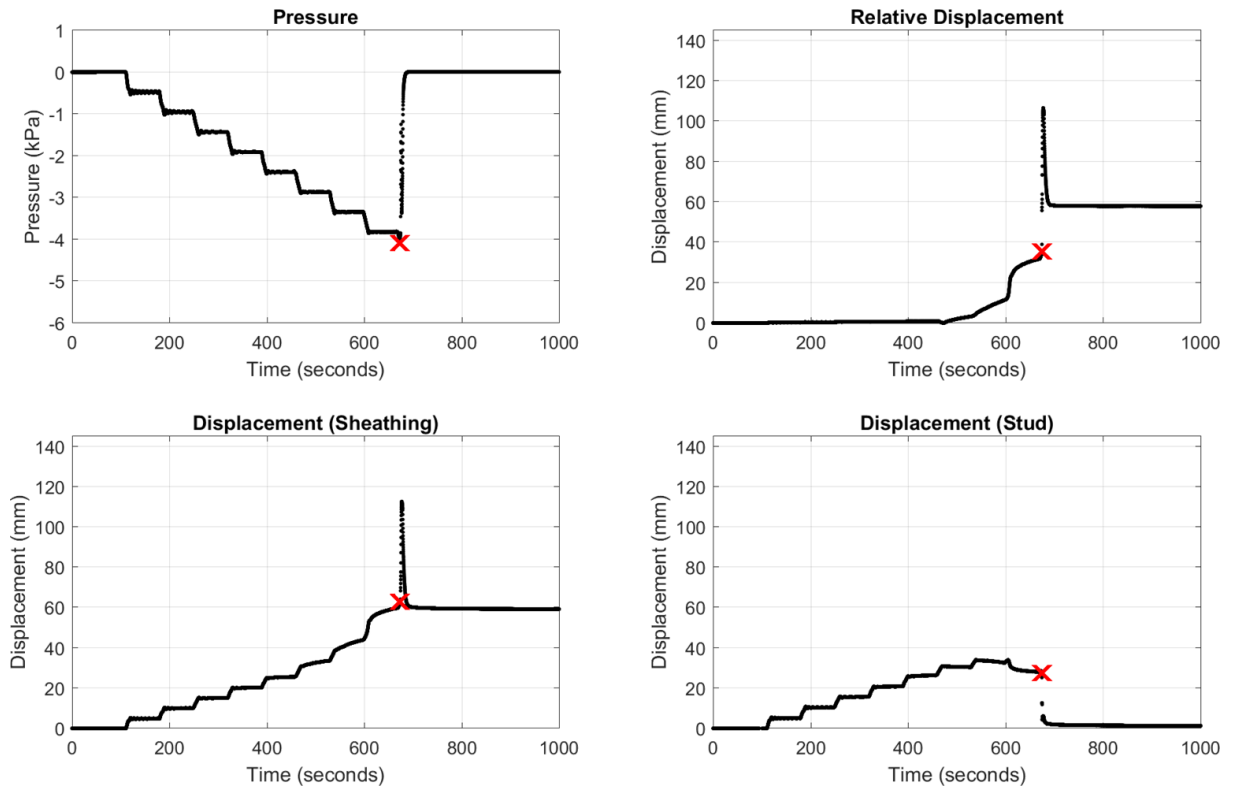 Pressure
1
0
-1
-2
-3
-4
-5
-6
Pressure (kPa)
0 200 400 600 800 1000
Time (seconds)
Relative Displacement
140
120
100
80
60
40
20
0
Displacement (mm)
0 200 400 600 800 1000
Time (seconds)
Displacement (Sheathing)
140
120
100
80
60
40
20
0
Displacement (mm)
0 200 400 600 800 1000
Time (seconds)
Displacement (Stud)
140
120
100
80
60
40
20
0
Displacement (mm)
0 200 400 600 800 1000
Time (seconds)